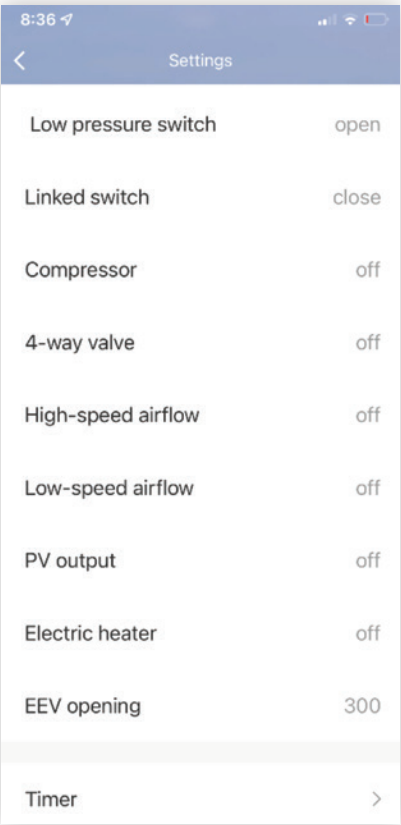 8:36
Settings
Low pressure switch open
Linked switch close
Compressor off
4-way valve off
High-speed airflow off
Low-speed airflow off
PV output off
Electric heater off
EEV opening 300
Timer